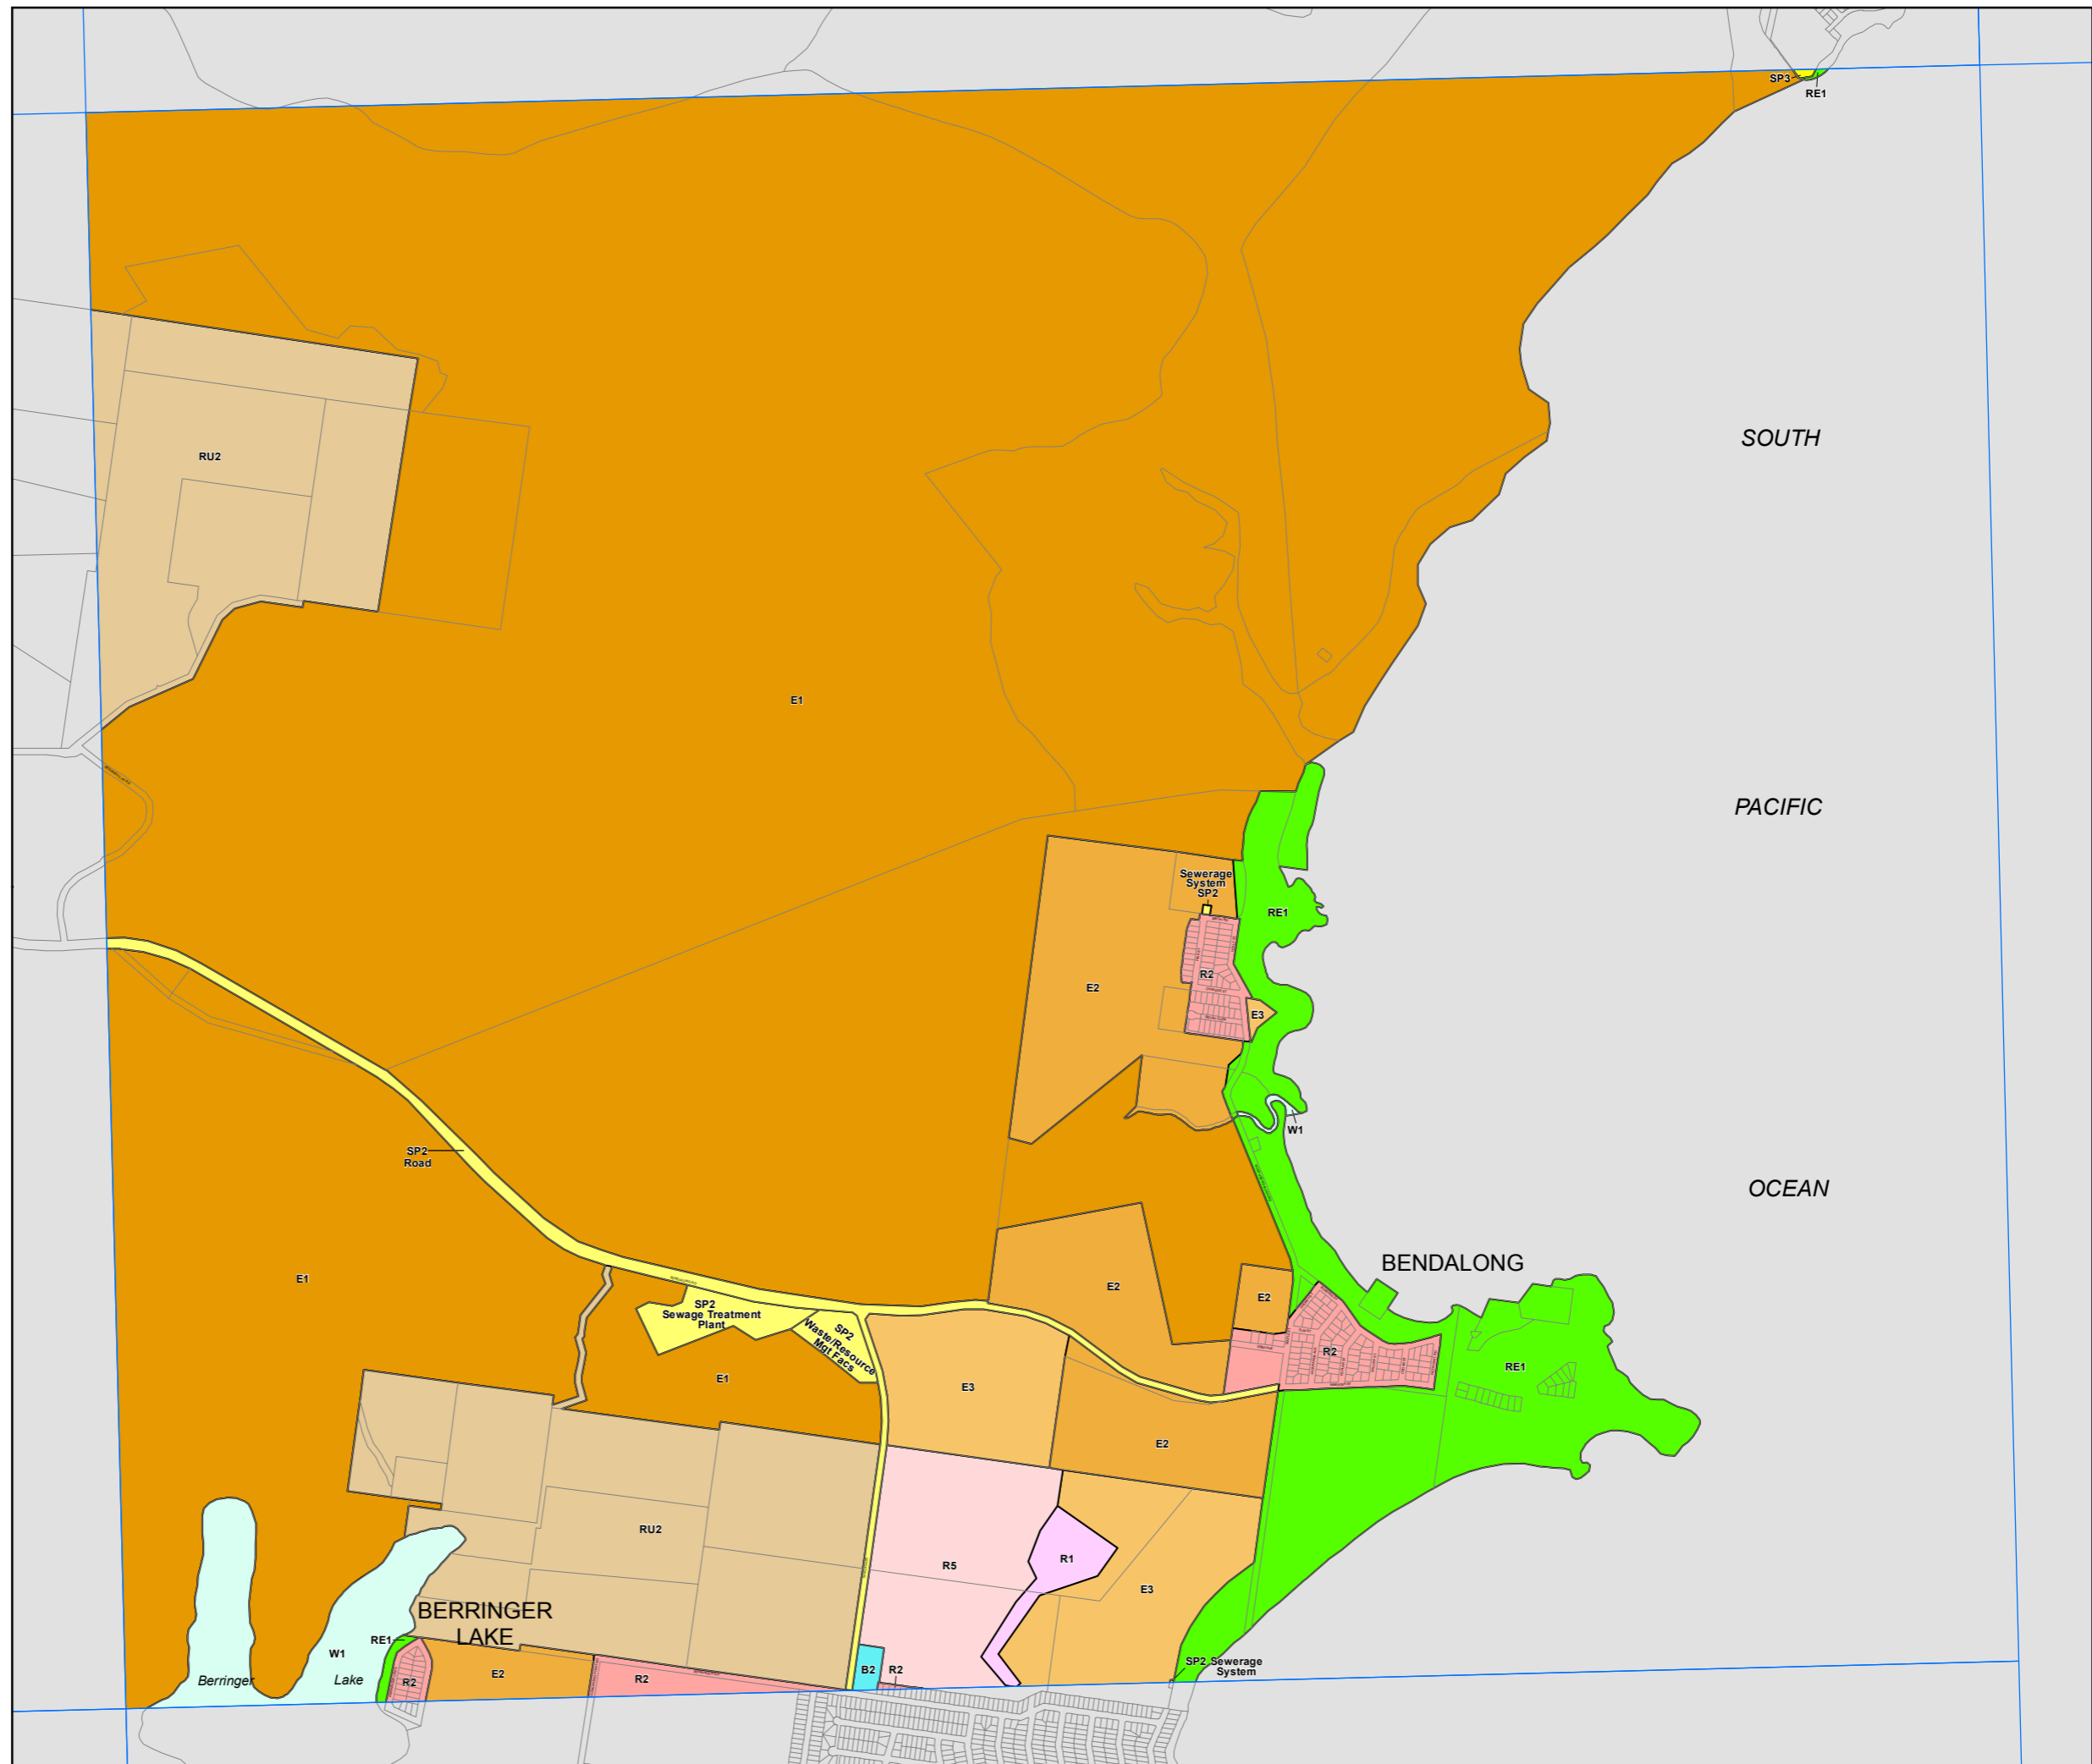 SP3
RE1
SOUTH
RU2
E1
PACIFIC
Sewerage
System
SP2
RE1
R2
E2
E3
W1
SP2
Road
OCEAN
BENDALONG
E1
E2
E2
SP2
Sewage Treatment
Plant
SP2
Waste/Resource
Mgt Facs
R2
RE1
E1
E3
E2
RU2
R5
R1
E3
BERRINGER
LAKE
RE1
W1
Berringer
Lake
R2
E2
R2
B2
R2
SP2 Sewerage
System